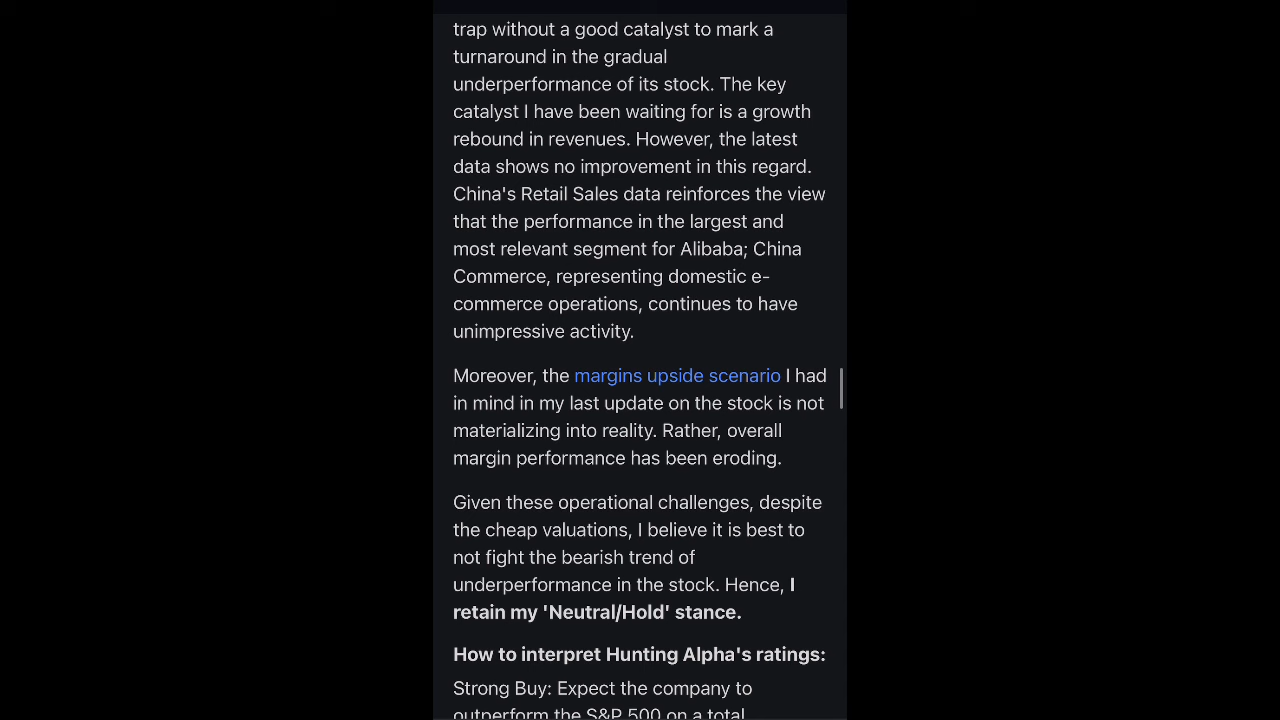 trap without a good catalyst to mark a
turnaround in the gradual
underperformance of its stock. The key
catalyst I have been waiting for is a growth
rebound in revenues. However, the latest
data shows no improvement in this regard.
China's Retail Sales data reinforces the view
that the performance in the largest and
most relevant segment for Alibaba; China
Commerce, representing domestic e-
commerce operations, continues to have
unimpressive activity.
Moreover, the margins upside scenario I had
in mind in my last update on the stock is not
materializing into reality. Rather, overall
margin performance has been eroding.
Given these operational challenges, despite
the cheap valuations, I believe it is best to
not fight the bearish trend of
underperformance in the stock. Hence, I
retain my 'Neutral/Hold' stance.
How to interpret Hunting Alpha's ratings:
Strong Buy: Expect the company to
outperform the S&P 500 on a total